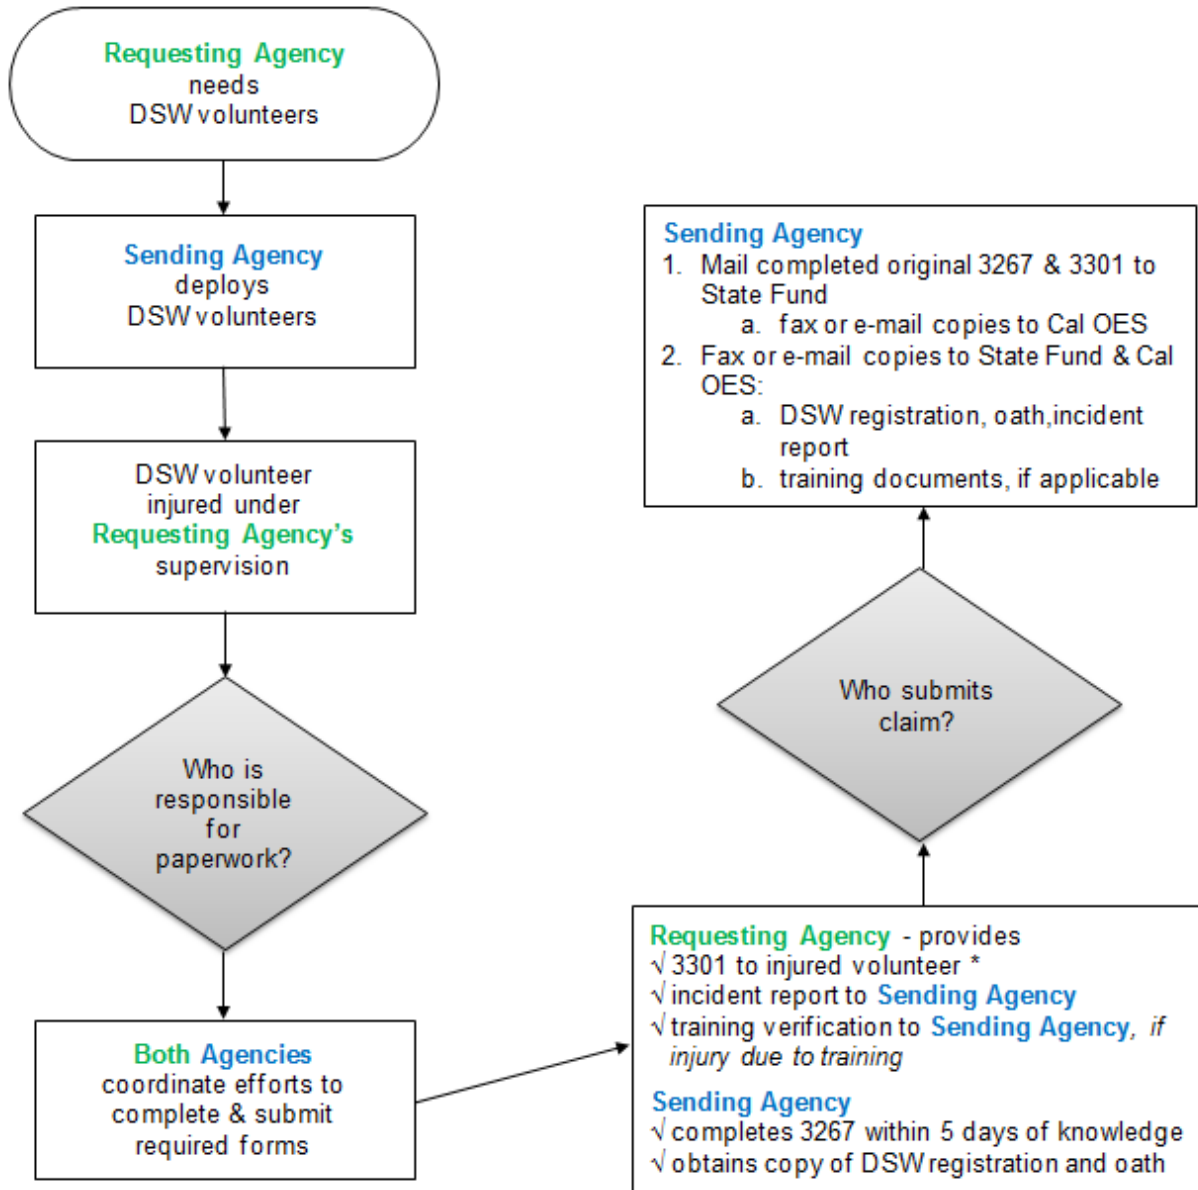 Requesting Agency
needs
DSW volunteers
Sending Agency
deploys
DSW volunteers
DSW volunteer
injured under
Requesting Agency's
supervision
Who is
responsible
for
paperwork?
Both Agencies
coordinate efforts to
complete & submit
required forms
Requesting Agency - provides
√ 3301 to injured volunteer *
√ incident report to Sending Agency
√ training verification to Sending Agency, if
injury due to training
Sending Agency
√ completes 3267 within 5 days of knowledge
√ obtains copy of DSW registration and oath
Who submits
claim?
Sending Agency
1. Mail completed original 3267 & 3301 to
State Fund
a. fax or e-mail copies to Cal OES
2. Fax or e-mail copies to State Fund & Cal
OES:
a. DSW registration, oath,incident
report
b. training documents, if applicable